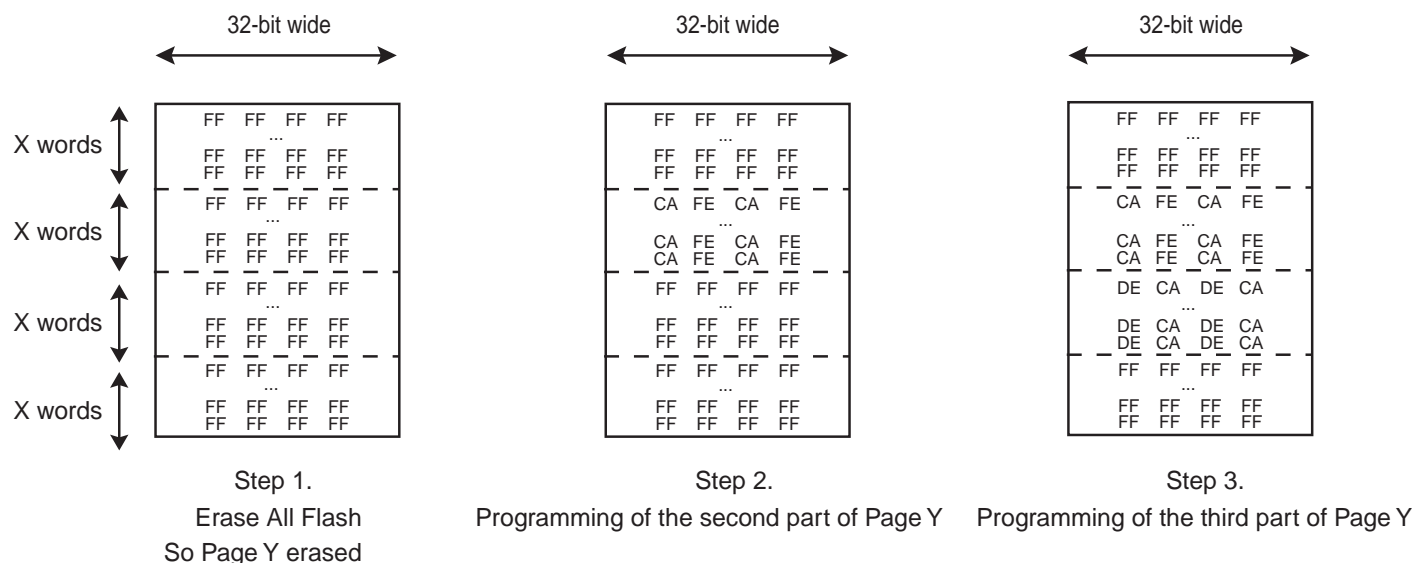 32-bit wide
32-bit wide
32-bit wide
X words
FF FF FF FF
...
FF FF FF FF
FF FF FF FF
X words
FF FF FF FF
...
FF FF FF FF
FF FF FF FF
X words
FF FF FF FF
...
FF FF FF FF
FF FF FF FF
X words
FF FF FF FF
...
FF FF FF FF
FF FF FF FF
FF FF FF FF
...
FF FF FF FF
FF FF FF FF
CA FE CA FE
...
CA FE CA FE
CA FE CA FE
FF FF FF FF
...
FF FF FF FF
FF FF FF FF
FF FF FF FF
...
FF FF FF FF
FF FF FF FF
FF FF FF FF
...
FF FF FF FF
FF FF FF FF
CA FE CA FE
...
CA FE CA FE
CA FE CA FE
DE CA DE CA
...
DE CA DE CA
DE CA DE CA
FF FF FF FF
...
FF FF FF FF
FF FF FF FF
Step 1.
Erase All Flash
So Page Y erased
Step 2.
Programming of the second part of Page Y
Step 3.
Programming of the third part of Page Y